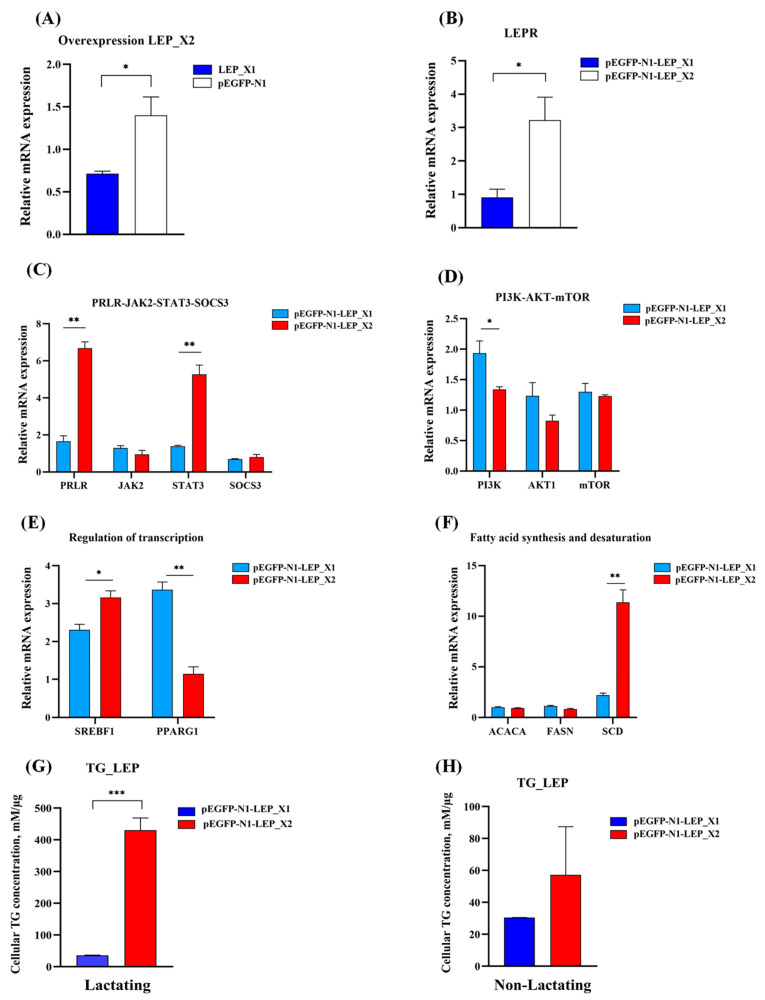 (A)
Overexpression LEP_X2
Relative mRNA expression
2.0
1.5
1.0
0.5
0.0
*
LEP_X1
pEGFP-N1
(B)
LEPR
Relative mRNA expression
5
4
3
2
1
0
*
pEGFP-N1-LEP_X1
pEGFP-N1-LEP_X2
(C)
PRLR-JAK2-STAT3-SOCS3
Relative mRNA expression
8
6
4
2
0
**
**
pEGFP-N1-LEP_X1
pEGFP-N1-LEP_X2
PRLR JAK2 STAT3 SOCS3
(D)
PI3K-AKT-mTOR
Relative mRNA expression
2.5
2.0
1.5
1.0
0.5
0.0
*
pEGFP-N1-LEP_X1
pEGFP-N1-LEP_X2
PI3K AKT1 mTOR
(E)
Regulation of transcription
Relative mRNA expression
4
3
2
1
0
*
**
pEGFP-N1-LEP_X1
pEGFP-N1-LEP_X2
SREBF1 PPARG1
(F)
Fatty acid synthesis and desaturation
Relative mRNA expression
15
10
5
0
**
pEGFP-N1-LEP_X1
pEGFP-N1-LEP_X2
ACACA FASN SCD
(G)
TG_LEP
Cellular TG concentration, mM/μg
500
400
300
200
100
0
***
pEGFP-N1-LEP_X1
pEGFP-N1-LEP_X2
Lactating
(H)
TG_LEP
Cellular TG concentration, mM/μg
100
80
60
40
20
0
pEGFP-N1-LEP_X1
pEGFP-N1-LEP_X2
Non-Lactating